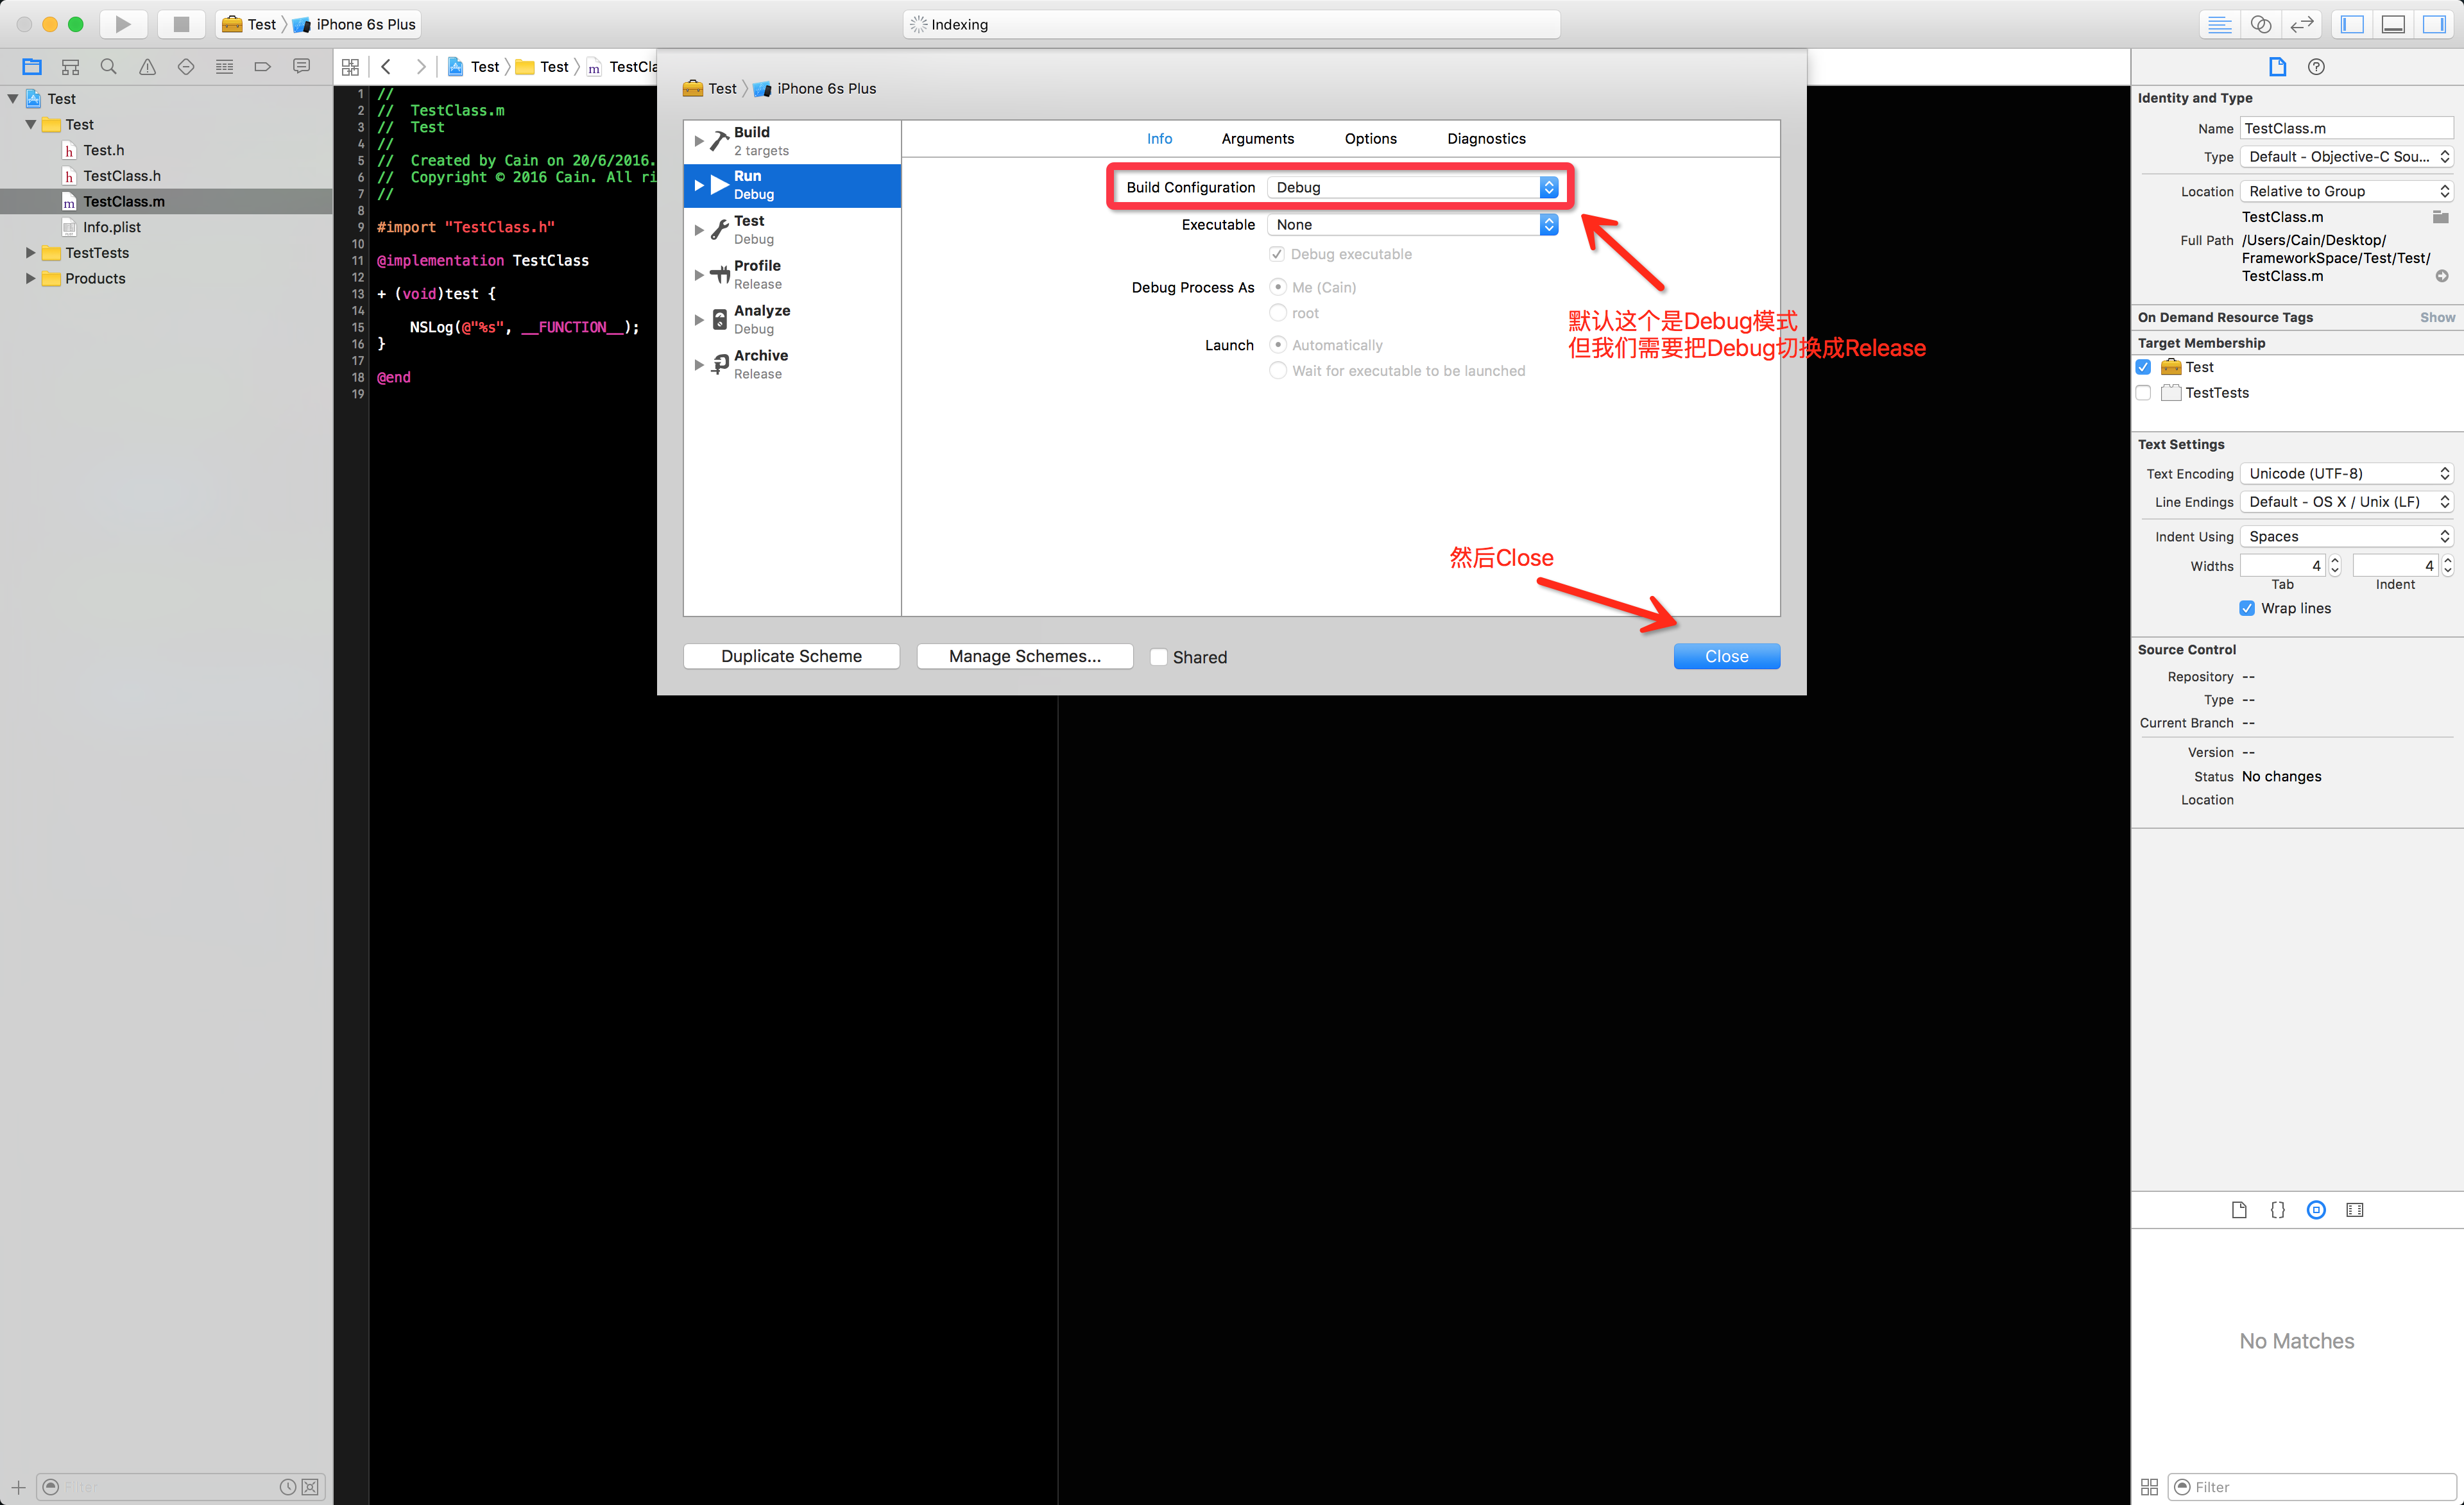 Test
iPhone 6s Plus
Indexing
Test
Test
m
TestCla
Test
Test
h Test.h
h TestClass.h
m TestClass.m
Info.plist
TestTests
Products
1 //
2 //  TestClass.m
3 //  Test
4 //
5 //  Created by Cain on 20/6/2016.
6 //  Copyright © 2016 Cain. All ri
7 //
8
9 #import "TestClass.h"
10
11 @implementation TestClass
12
13 + (void)test {
14
15     NSLog(@"%s", __FUNCTION__);
16 }
17
18 @end
19
Test
iPhone 6s Plus
Build
2 targets
Run
Debug
Test
Debug
Profile
Release
Analyze
Debug
Archive
Release
Info Arguments Options Diagnostics
Build Configuration Debug
Executable None
Debug executable
Debug Process As Me (Cain)
root
Launch Automatically
Wait for executable to be launched
默认这个是Debug模式
但我们需要把Debug切换成Release
然后Close
Duplicate Scheme
Manage Schemes...
Shared
Close
Identity and Type
Name TestClass.m
Type Default - Objective-C Sou...
Location Relative to Group
TestClass.m
Full Path /Users/Cain/Desktop/
FrameworkSpace/Test/Test/
TestClass.m
On Demand Resource Tags Show
Target Membership
Test
TestTests
Text Settings
Text Encoding Unicode (UTF-8)
Line Endings Default - OS X / Unix (LF)
Indent Using Spaces
Widths 4 4
Tab Indent
Wrap lines
Source Control
Repository --
Type --
Current Branch --
Version --
Status No changes
Location
{}
No Matches
Filter
Filter